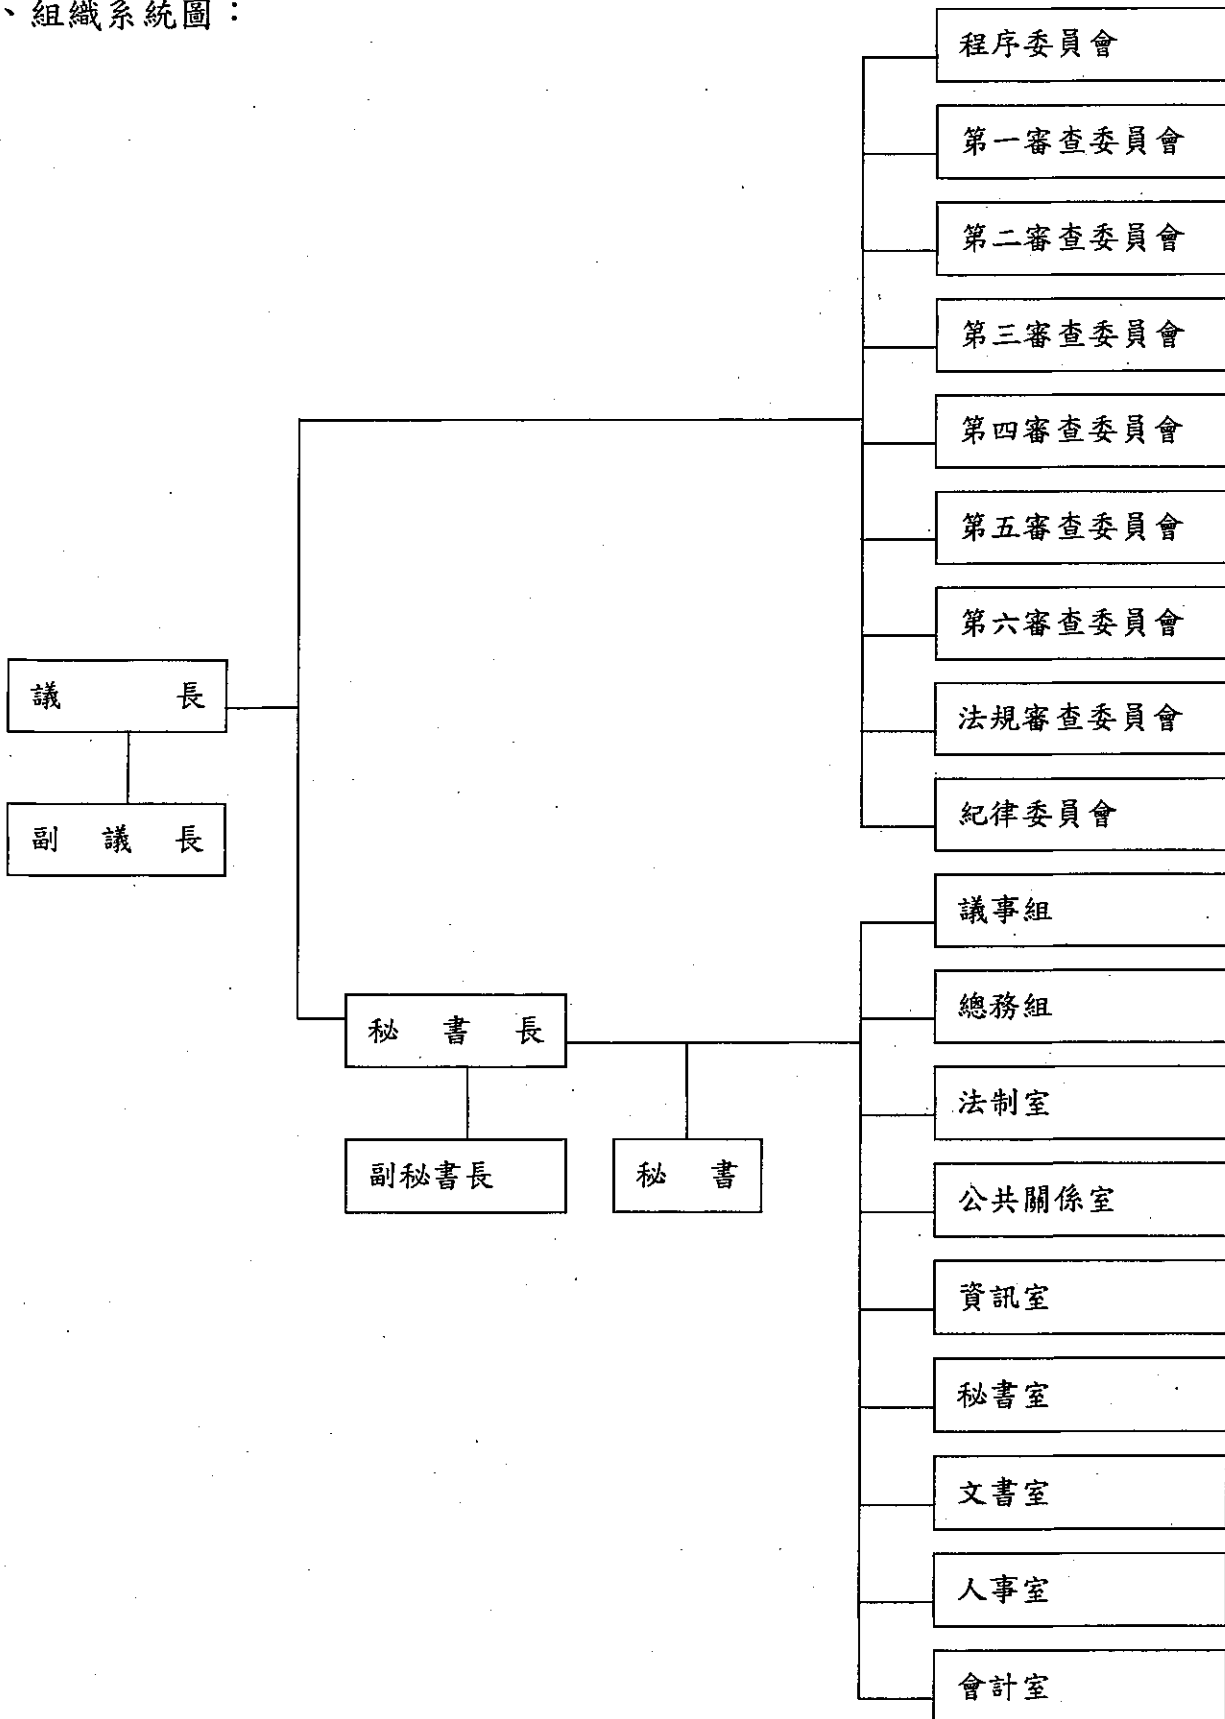 、組織系統圖：
程序委員會
第一審查委員會
第二審查委員會
第三審查委員會
第四審查委員會
第五審查委員會
第六審查委員會
法規審查委員會
紀律委員會
議長
副議長
議事組
總務組
法制室
公共關係室
資訊室
秘書室
文書室
人事室
會計室
秘書長
副秘書長
秘書